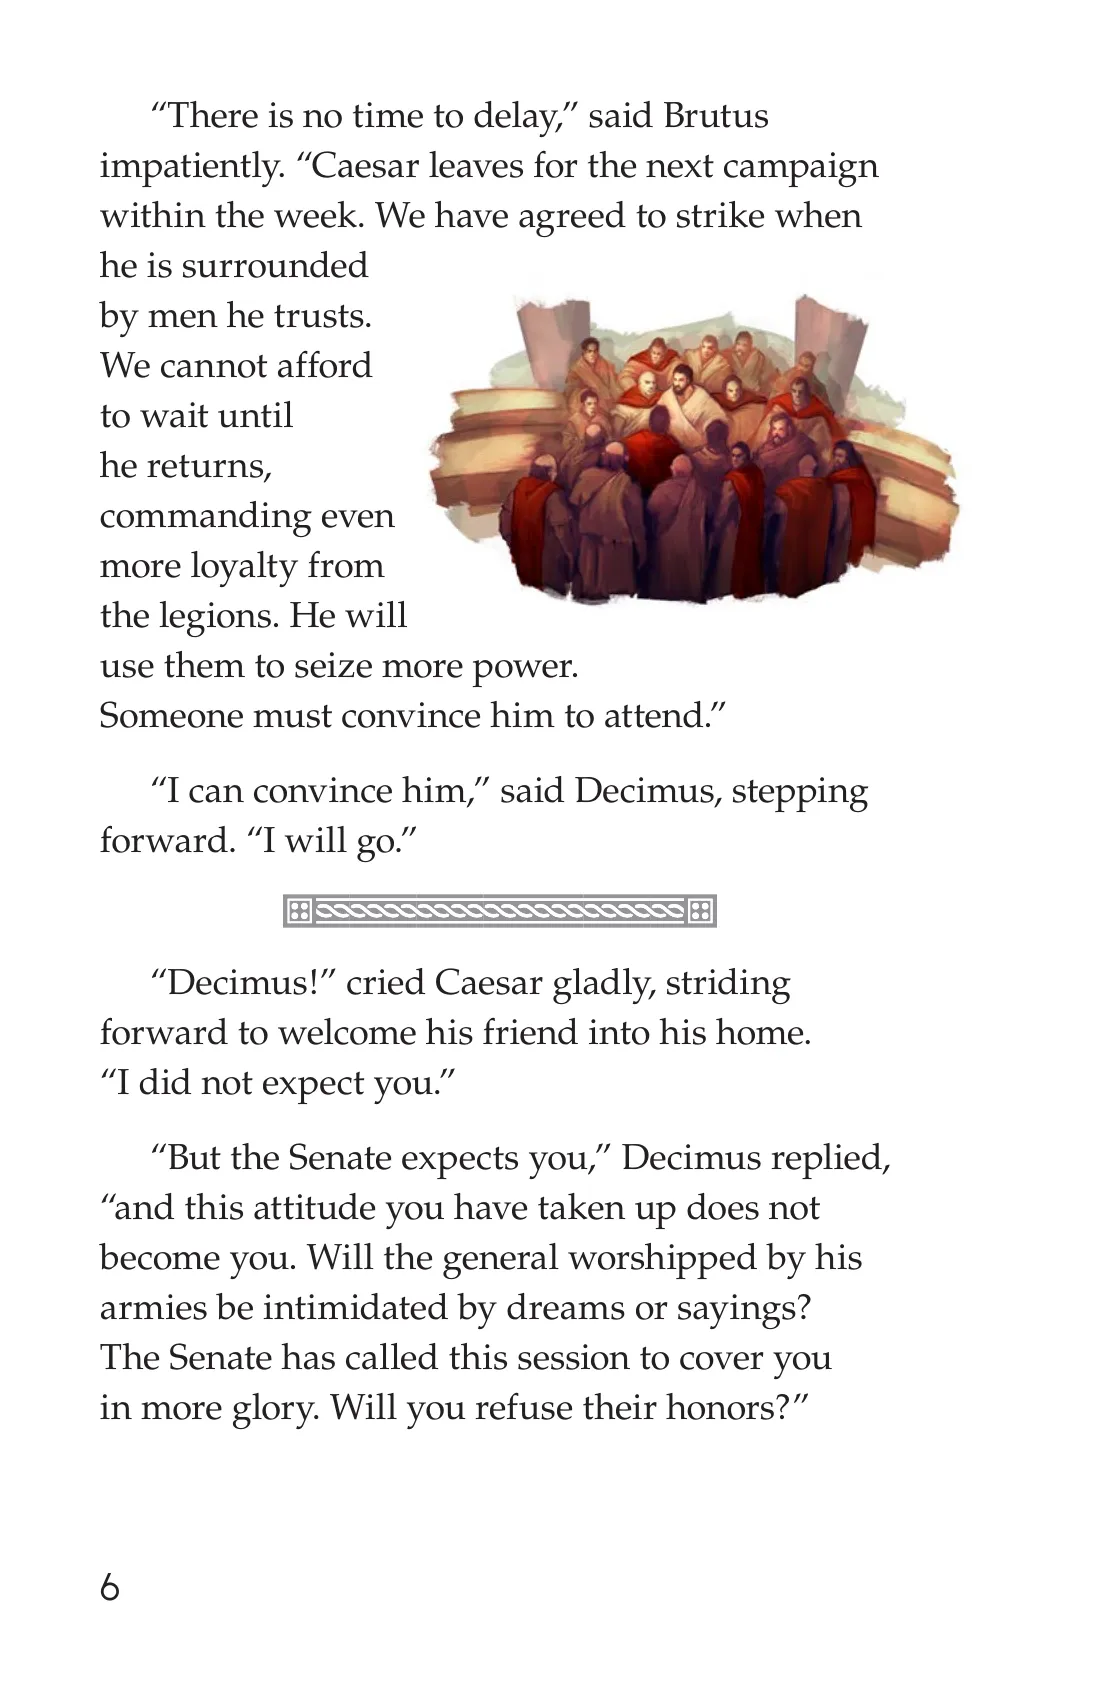 “There is no time to delay,” said Brutus
impatiently. “Caesar leaves for the next campaign
within the week. We have agreed to strike when
he is surrounded
by men he trusts.
We cannot afford
to wait until
he returns,
commanding even
more loyalty from
the legions. He will
use them to seize more power.
Someone must convince him to attend.”
“I can convince him,” said Decimus, stepping
forward. “I will go.”
“Decimus!” cried Caesar gladly, striding
forward to welcome his friend into his home.
“I did not expect you.”
“But the Senate expects you,” Decimus replied,
“and this attitude you have taken up does not
become you. Will the general worshipped by his
armies be intimidated by dreams or sayings?
The Senate has called this session to cover you
in more glory. Will you refuse their honors?”
6